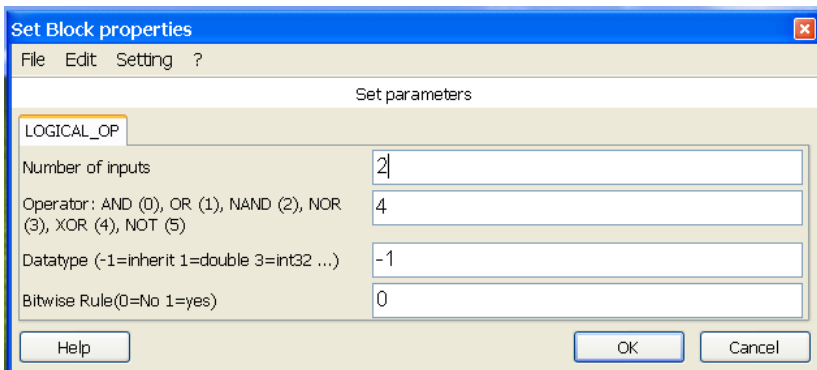 Set Block properties
File Edit Setting ?
Set parameters
LOGICAL_OP
Number of inputs 2
Operator: AND (0), OR (1), NAND (2), NOR
(3), XOR (4), NOT (5) 4
Datatype (-1=inherit 1=double 3=int32 ...) -1
Bitwise Rule(0=No 1=yes) 0
Help OK Cancel